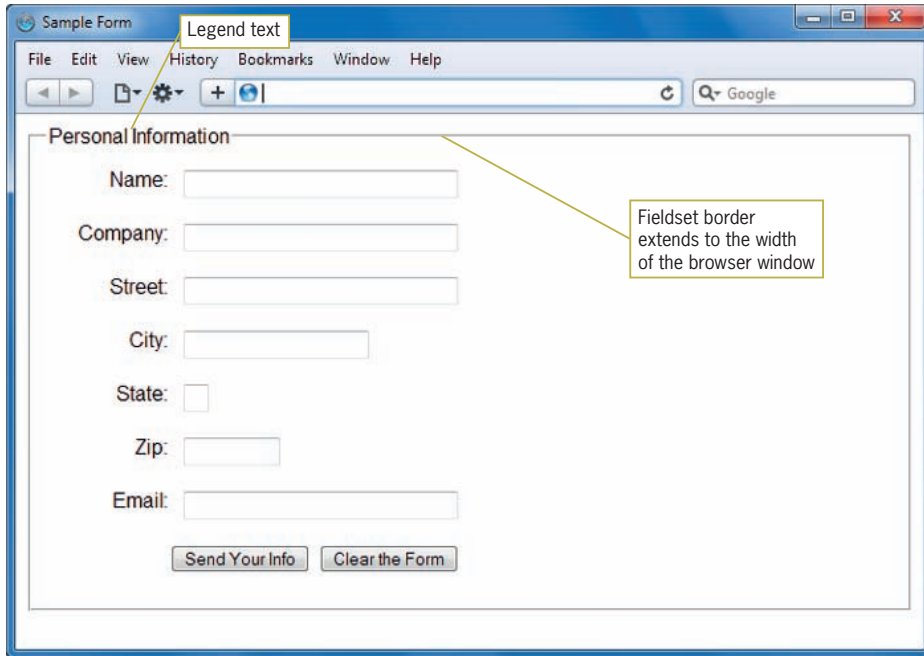 Sample Form
Legend text
File Edit View History Bookmarks Window Help
+
Google
Personal Information
Name:
Fieldset border
extends to the width
of the browser window
Company:
Street:
City:
State:
Zip:
Email:
Send Your Info Clear the Form